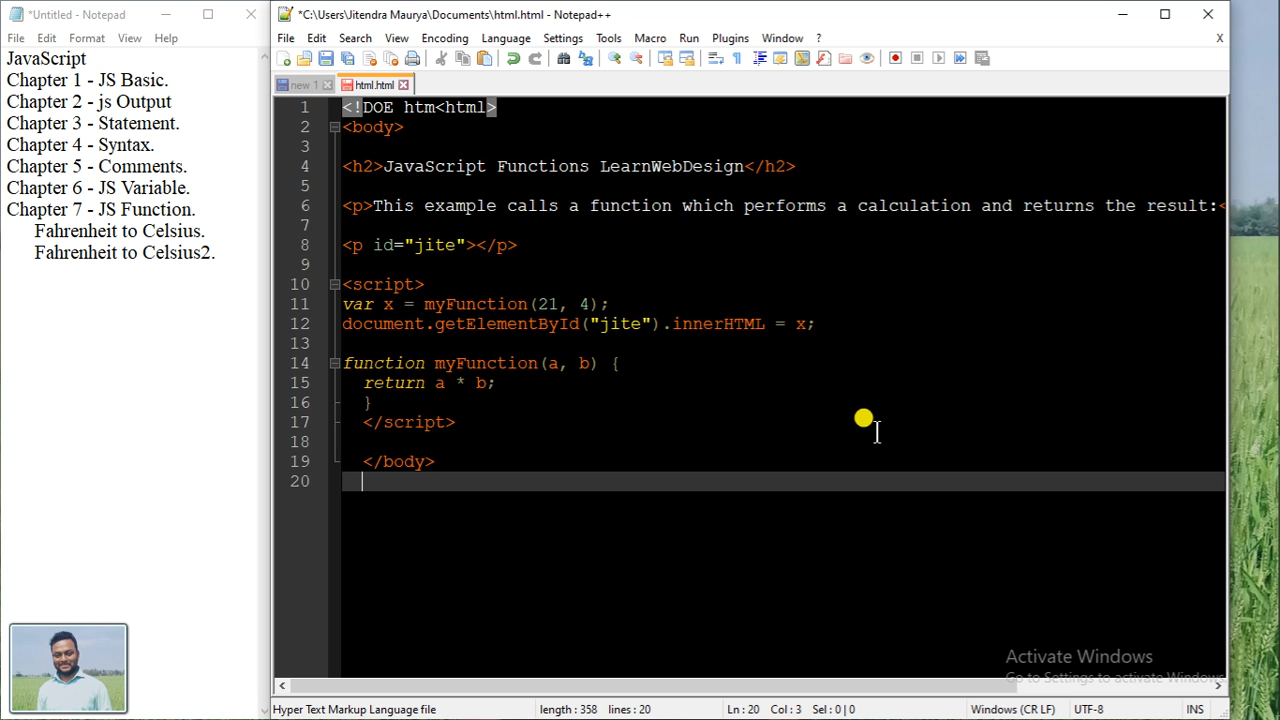 *Untitled - Notepad
File Edit Format View Help
JavaScript
Chapter 1 - JS Basic.
Chapter 2 - js Output
Chapter 3 - Statement.
Chapter 4 - Syntax.
Chapter 5 - Comments.
Chapter 6 - JS Variable.
Chapter 7 - JS Function.
Fahrenheit to Celsius.
Fahrenheit to Celsius2.
*C:\Users\Jitendra Maurya\Documents\html.html - Notepad++
File Edit Search View Encoding Language Settings Tools Macro Run Plugins Window ? X
new 1 html.html
1 <!DOE htm<html>
2 <body>
3
4 <h2>JavaScript Functions LearnWebDesign</h2>
5
6 <p>This example calls a function which performs a calculation and returns the result:<
7
8 <p id="jite"></p>
9
10 <script>
11 var x = myFunction(21, 4);
12 document.getElementById("jite").innerHTML = x;
13
14 function myFunction(a, b) {
15 return a * b;
16 }
17 </script>
18
19 </body>
20
Activate Windows
Go to Settings to activate Windows.
Hyper Text Markup Language file length : 358 lines : 20 Ln : 20 Col : 3 Sel : 0 | 0 Windows (CR LF) UTF-8 INS